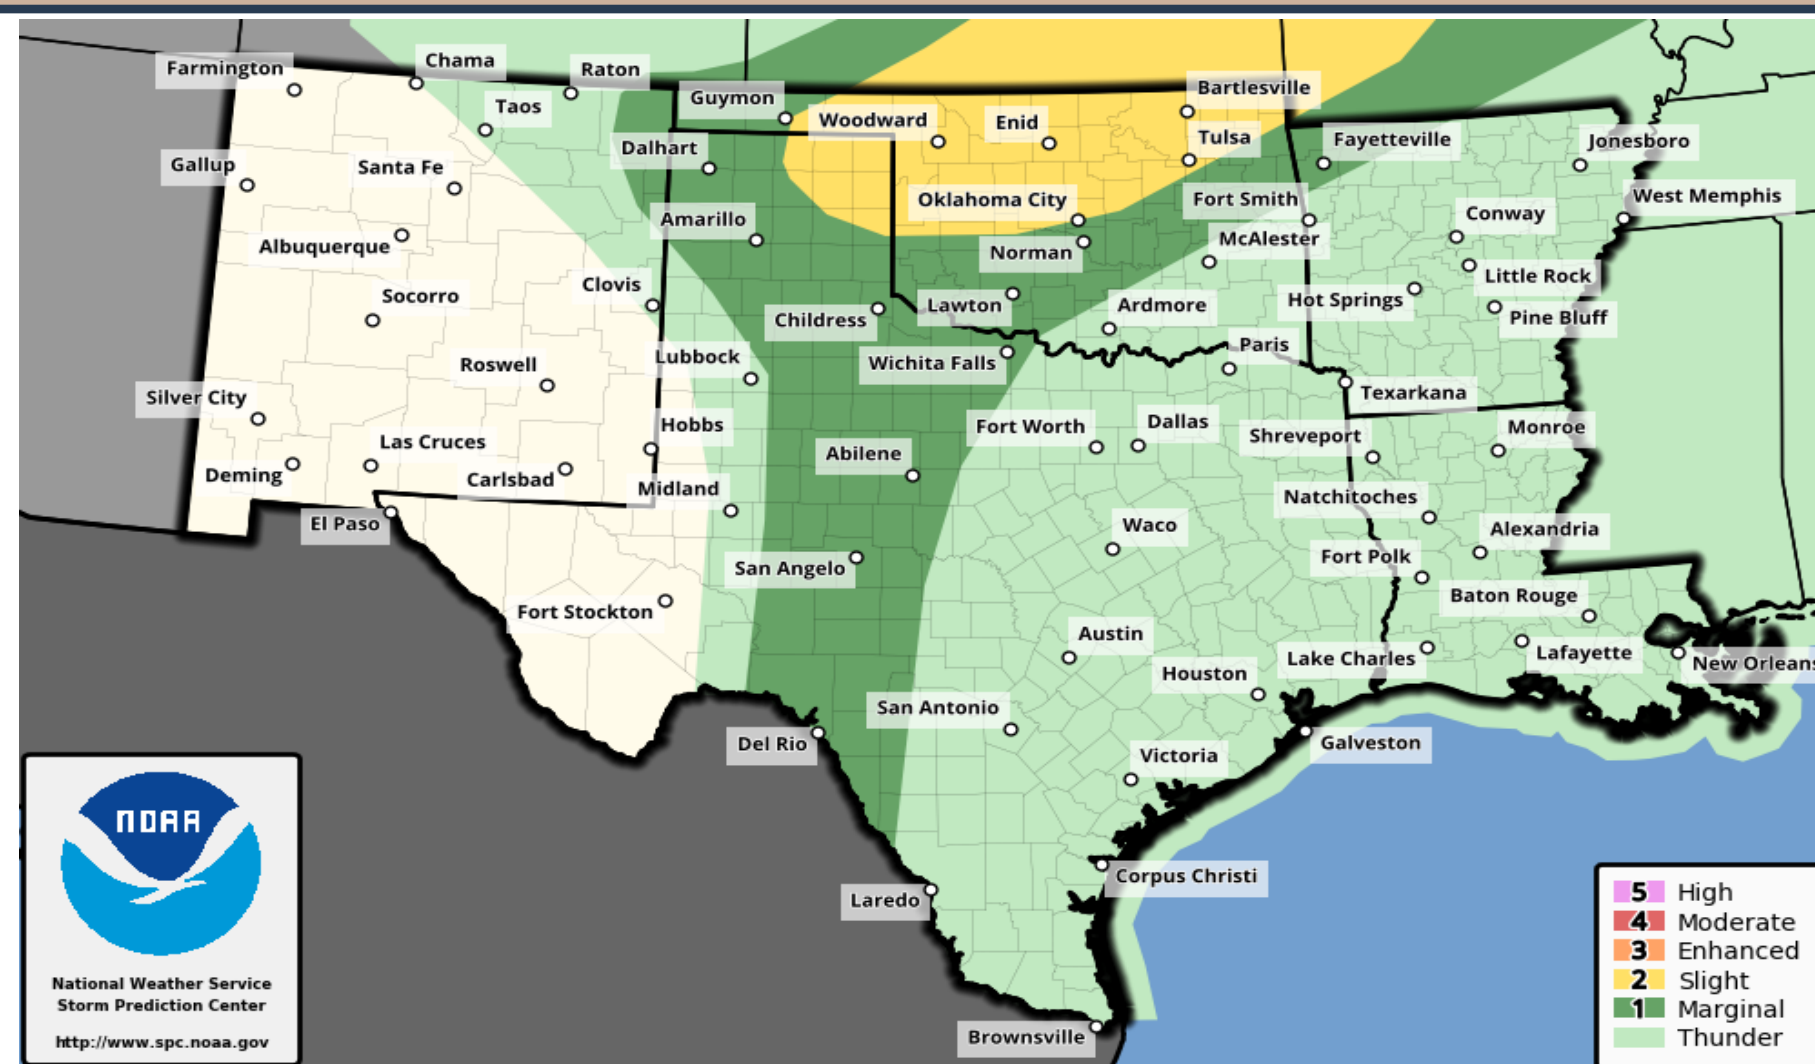 Farmington
Chama
Raton
Taos
Guymon
Woodward
Enid
Bartlesville
Tulsa
Fayetteville
Jonesboro
Gallup
Santa Fe
Dalhart
Albuquerque
Amarillo
Oklahoma City
Norman
Fort Smith
McAlester
Conway
West Memphis
Little Rock
Socorro
Clovis
Childress
Lawton
Ardmore
Hot Springs
Pine Bluff
Roswell
Lubbock
Wichita Falls
Paris
Texarkana
Silver City
Hobbs
Las Cruces
Deming
Carlsbad
Midland
Abilene
Fort Worth
Dallas
Shreveport
Monroe
El Paso
Natchitoches
Waco
Alexandria
San Angelo
Fort Polk
Fort Stockton
Baton Rouge
Austin
Lake Charles
Lafayette
New Orleans
Houston
San Antonio
Del Rio
Galveston
Victoria
Corpus Christi
Laredo
Brownsville
NOAA
National Weather Service
Storm Prediction Center
http://www.spc.noaa.gov
5 High
4 Moderate
3 Enhanced
2 Slight
1 Marginal
Thunder